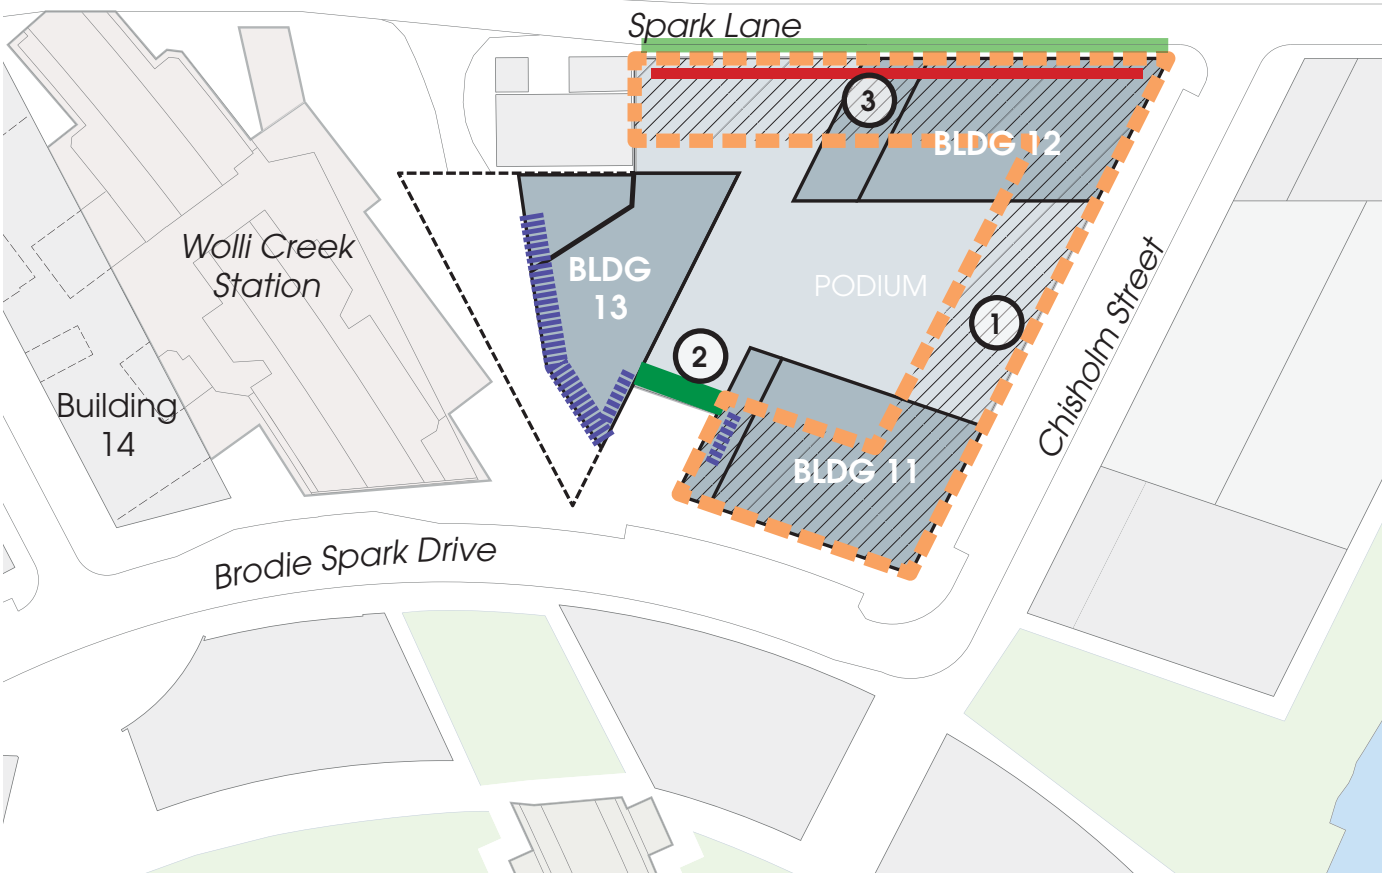 Spark Lane
3
BLDG 12
Wolli Creek
Station
BLDG
13
PODIUM
1
2
Chisholm Street
Building
14
BLDG 11
Brodie Spark Drive